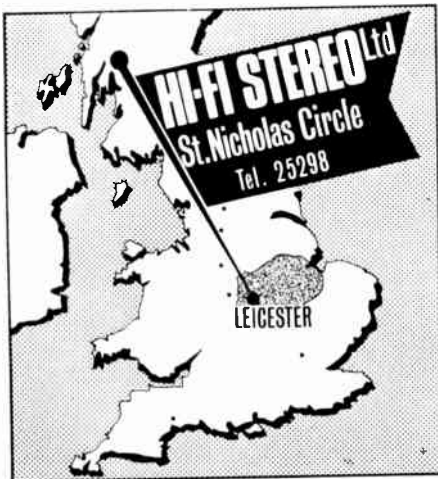 HI-FI STEREO Ltd
St. Nicholas Circle
Tel. 25298
LEICESTER